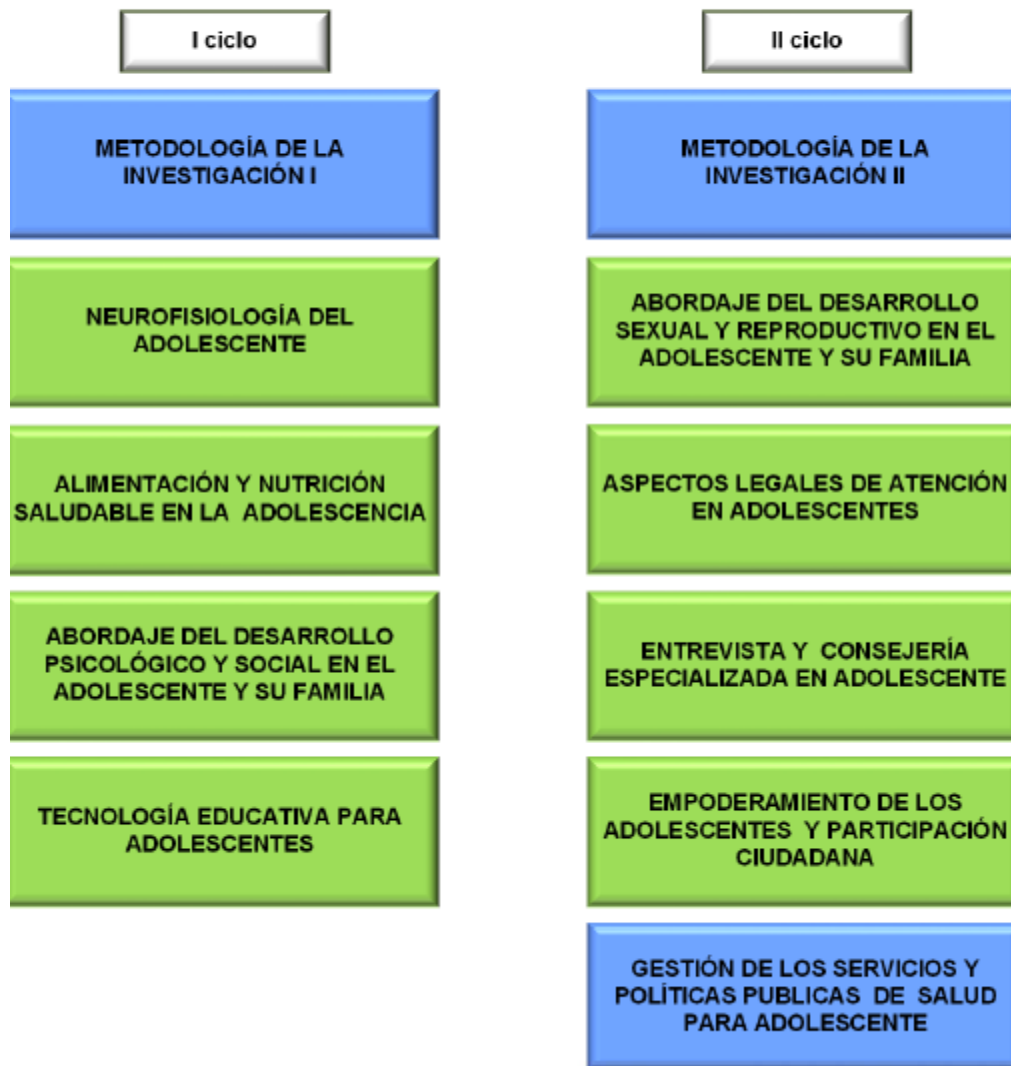 I ciclo
METODOLOGÍA DE LA
INVESTIGACIÓN I
NEUROFISIOLOGÍA DEL
ADOLESCENTE
ALIMENTACIÓN Y NUTRICIÓN
SALUDABLE EN LA ADOLESCENCIA
ABORDAJE DEL DESARROLLO
PSICOLÓGICO Y SOCIAL EN EL
ADOLESCENTE Y SU FAMILIA
TECNOLOGÍA EDUCATIVA PARA
ADOLESCENTES
II ciclo
METODOLOGÍA DE LA
INVESTIGACIÓN II
ABORDAJE DEL DESARROLLO
SEXUAL Y REPRODUCTIVO EN EL
ADOLESCENTE Y SU FAMILIA
ASPECTOS LEGALES DE ATENCIÓN
EN ADOLESCENTES
ENTREVISTA Y CONSEJERÍA
ESPECIALIZADA EN ADOLESCENTE
EMPODERAMIENTO DE LOS
ADOLESCENTES Y PARTICIPACIÓN
CIUDADANA
GESTIÓN DE LOS SERVICIOS Y
POLÍTICAS PUBLICAS DE SALUD
PARA ADOLESCENTE